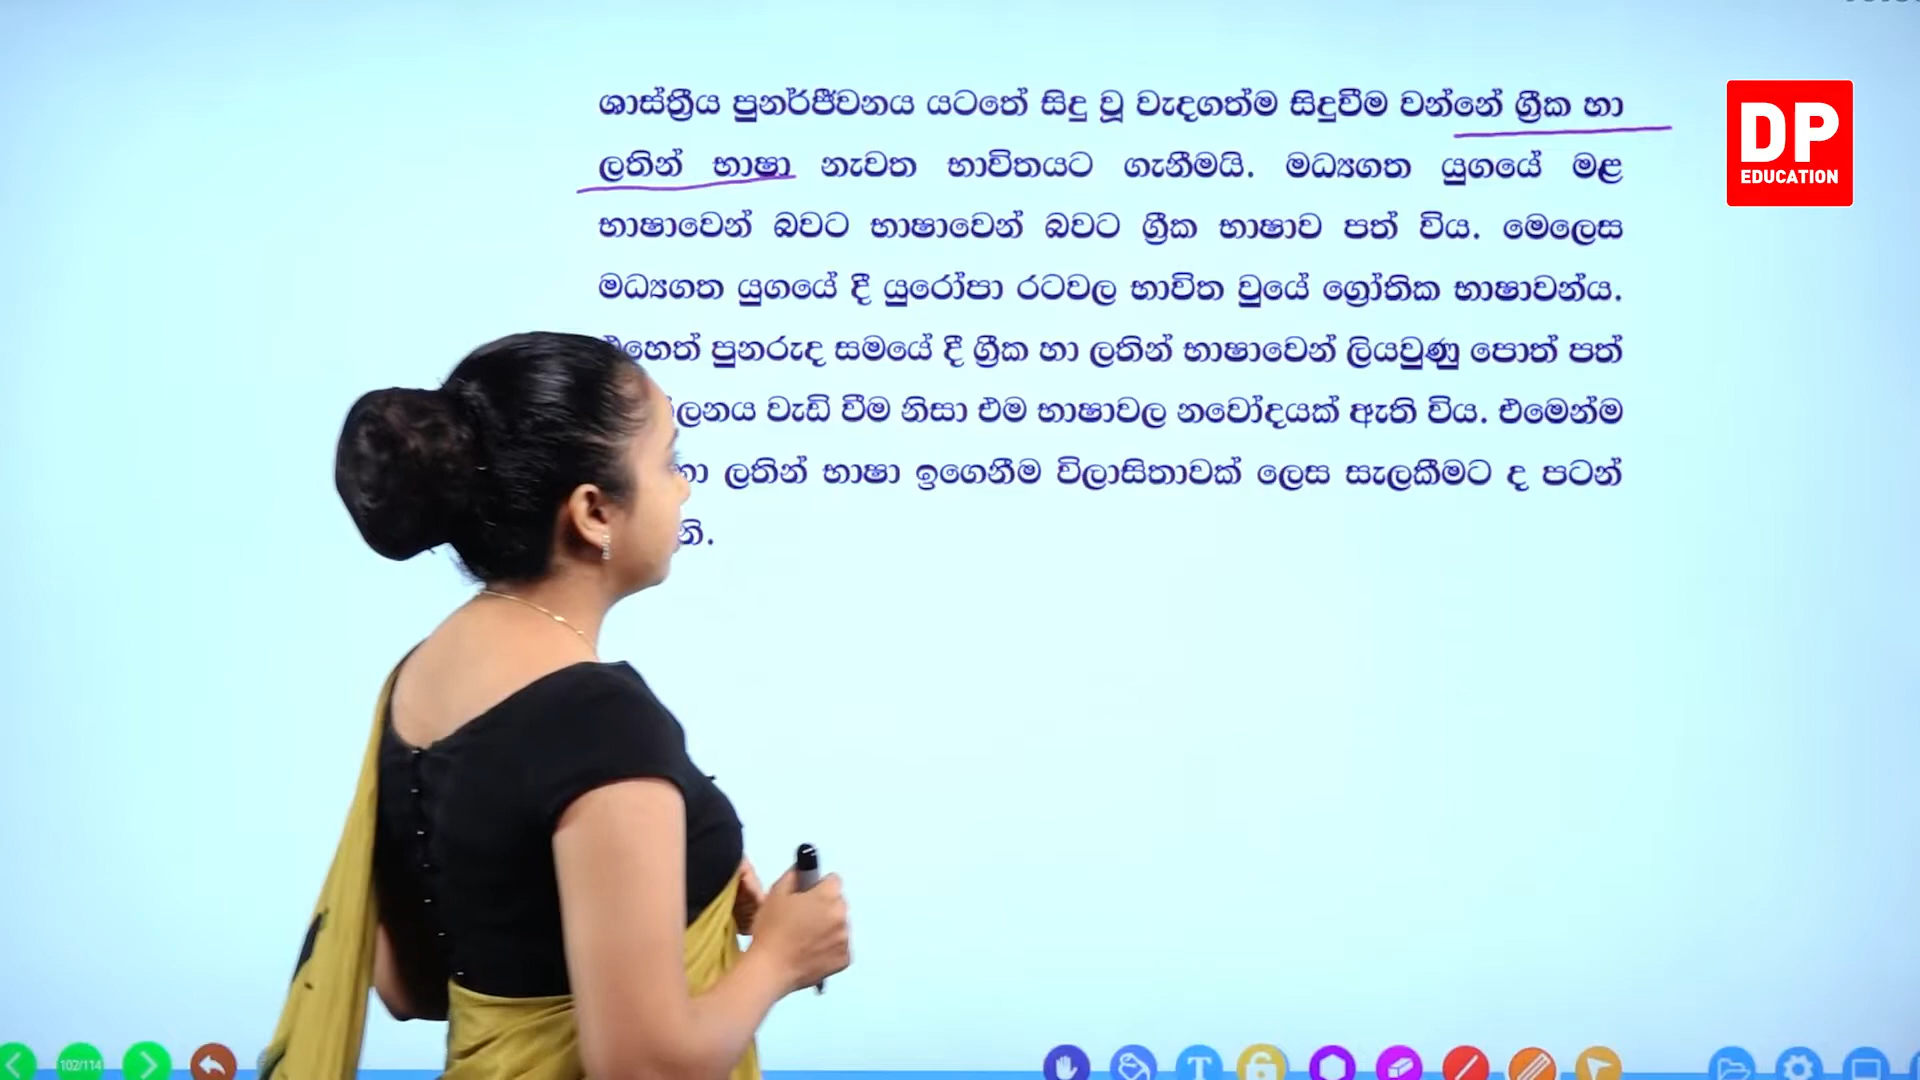 ශාස්ත්‍රීය පුනර්ජීවනය යටතේ සිදු වූ වැදගත්ම සිදුවීම වන්නේ ග්‍රීක හා
ලතින් භාෂා නැවත භාවිතයට ගැනීමයි. මධ්‍යගත යුගයේ මළ
භාෂාවෙන් බවට භාෂාවෙන් බවට ග්‍රීක භාෂාව පත් විය. මෙලෙස
මධ්‍යගත යුගයේ දී යුරෝපා රටවල භාවිත වුයේ ග්‍රෝතික භාෂාවන්ය.
පුනරුද සමයේ දී ග්‍රීක හා ලතින් භාෂාවෙන් ලියවුණු පොත් පත්
වැඩි වීම නිසා එම භාෂාවල නවෝදයක් ඇති විය. එමෙන්ම
හා ලතින් භාෂා ඉගෙනීම විලාසිතාවක් ලෙස සැලකීමට ද පටන්
DP
EDUCATION
102/114